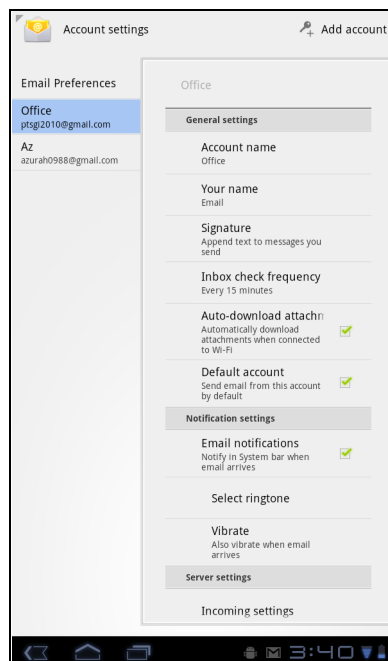 Account settings
Add account
Email Preferences
Office
ptsgi2010@gmail.com
Az
azurah0988@gmail.com
Office
General settings
Account name
Office
Your name
Email
Signature
Append text to messages you
send
Inbox check frequency
Every 15 minutes
Auto-download attachn
Automatically download
attachments when connected
to Wi-Fi
Default account
Send email from this account
by default
Notification settings
Email notifications
Notify in System bar when
email arrives
Select ringtone
Vibrate
Also vibrate when email
arrives
Server settings
Incoming settings
3:40